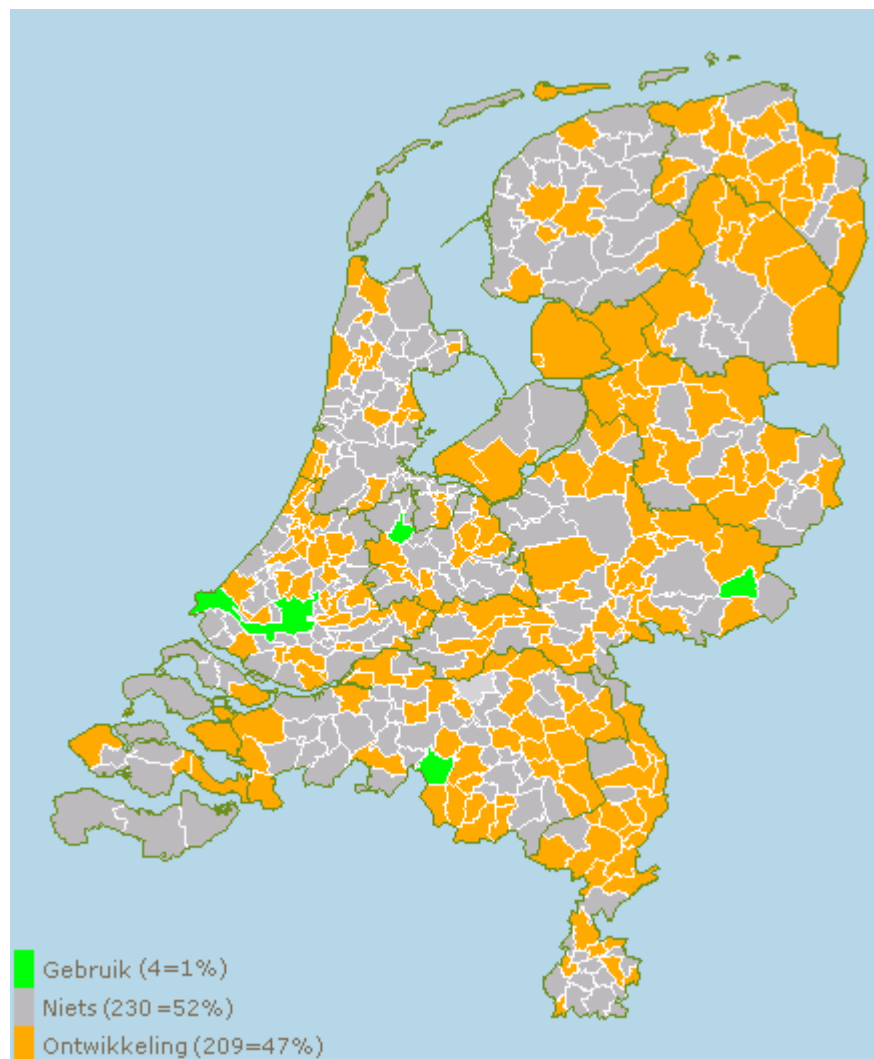 Gebruik (4=1%)
Niets (230 =52%)
Ontwikkeling (209=47%)